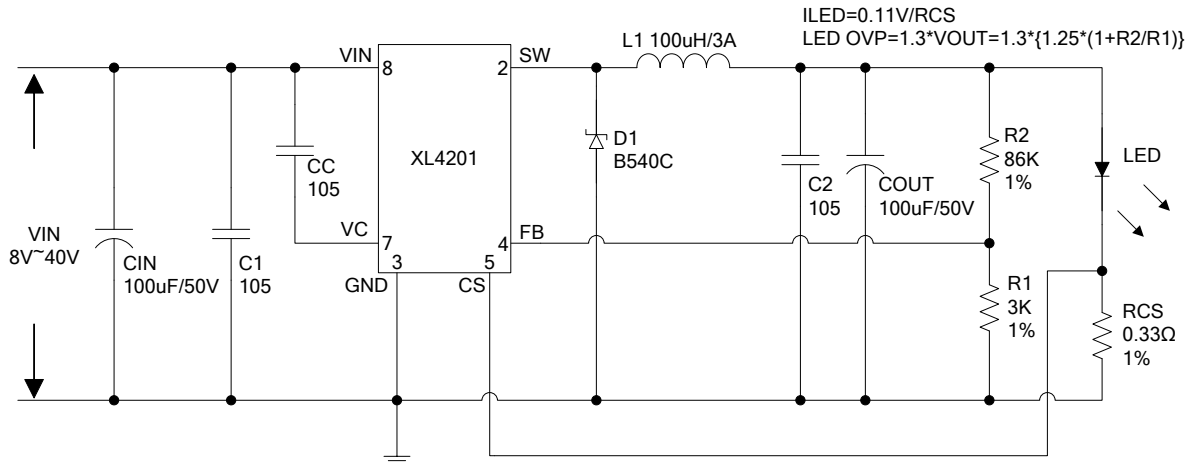 ILED=0.11V/RCS
LED OVP=1.3*VOUT=1.3*{1.25*(1+R2/R1)}
L1 100uH/3A
VIN
8
2
SW
XL4201
CC
105
D1
B540C
R2
86K
1%
LED
C2
105
COUT
100uF/50V
VC
7
4
FB
VIN
8V~40V
CIN
100uF/50V
C1
105
3
5
GND
CS
R1
3K
1%
RCS
0.33Ω
1%